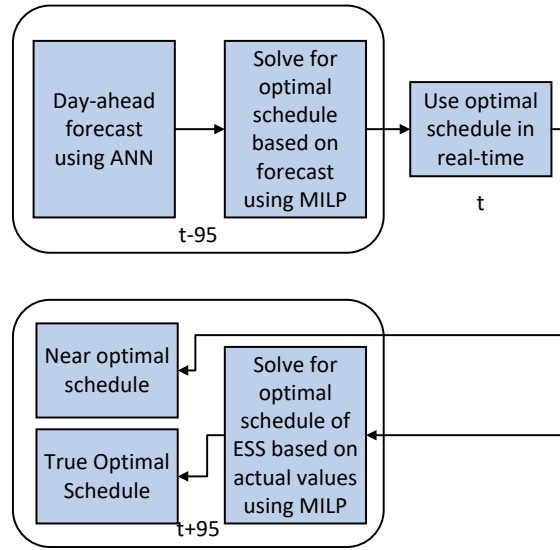 Day-ahead
forecast
using ANN
Solve for
optimal
schedule
based on
forecast
using MILP
Use optimal
schedule in
real-time
t-95
t
Near optimal
schedule
True Optimal
Schedule
Solve for
optimal
schedule of
ESS based on
actual values
using MILP
t+95